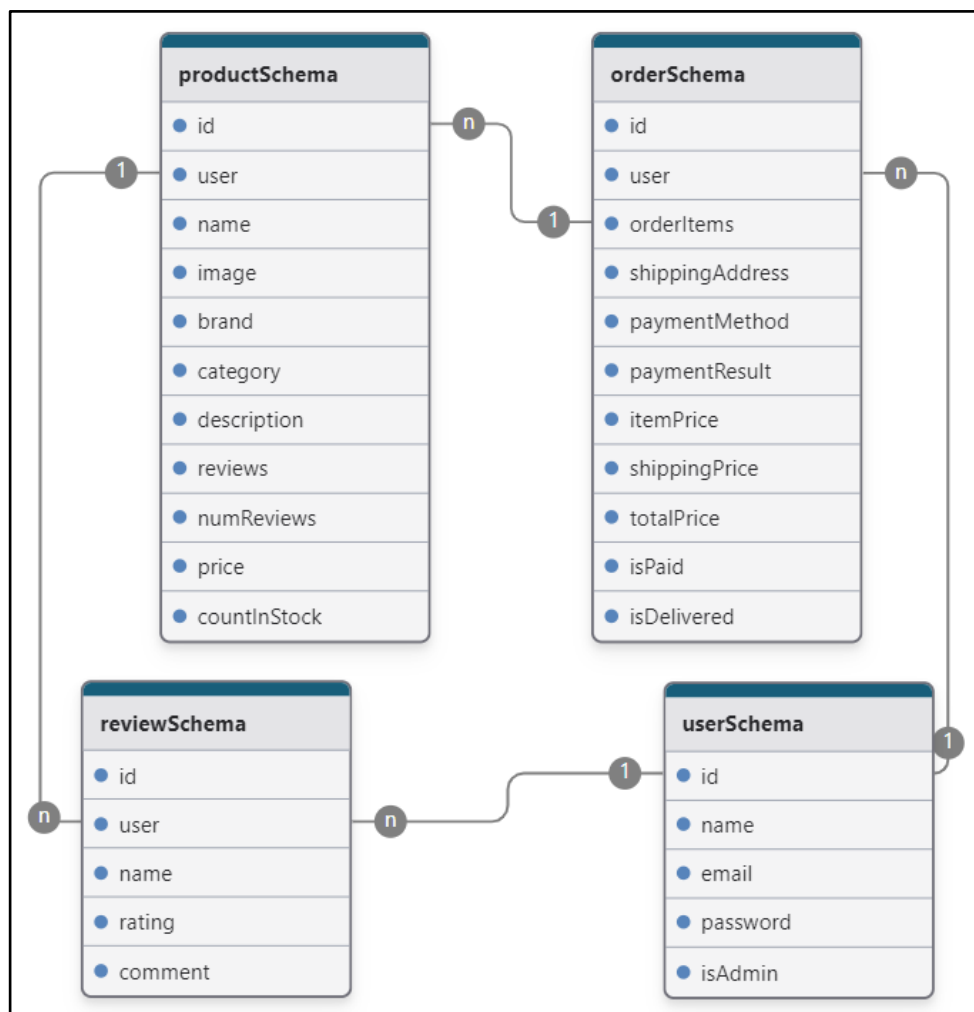 productSchema
id
user
name
image
brand
category
description
reviews
numReviews
price
countInStock
orderSchema
id
user
orderItems
shippingAddress
paymentMethod
paymentResult
itemPrice
shippingPrice
totalPrice
isPaid
isDelivered
reviewSchema
id
user
name
rating
comment
userSchema
id
name
email
password
isAdmin
n
1
1
n
n
1
n
1